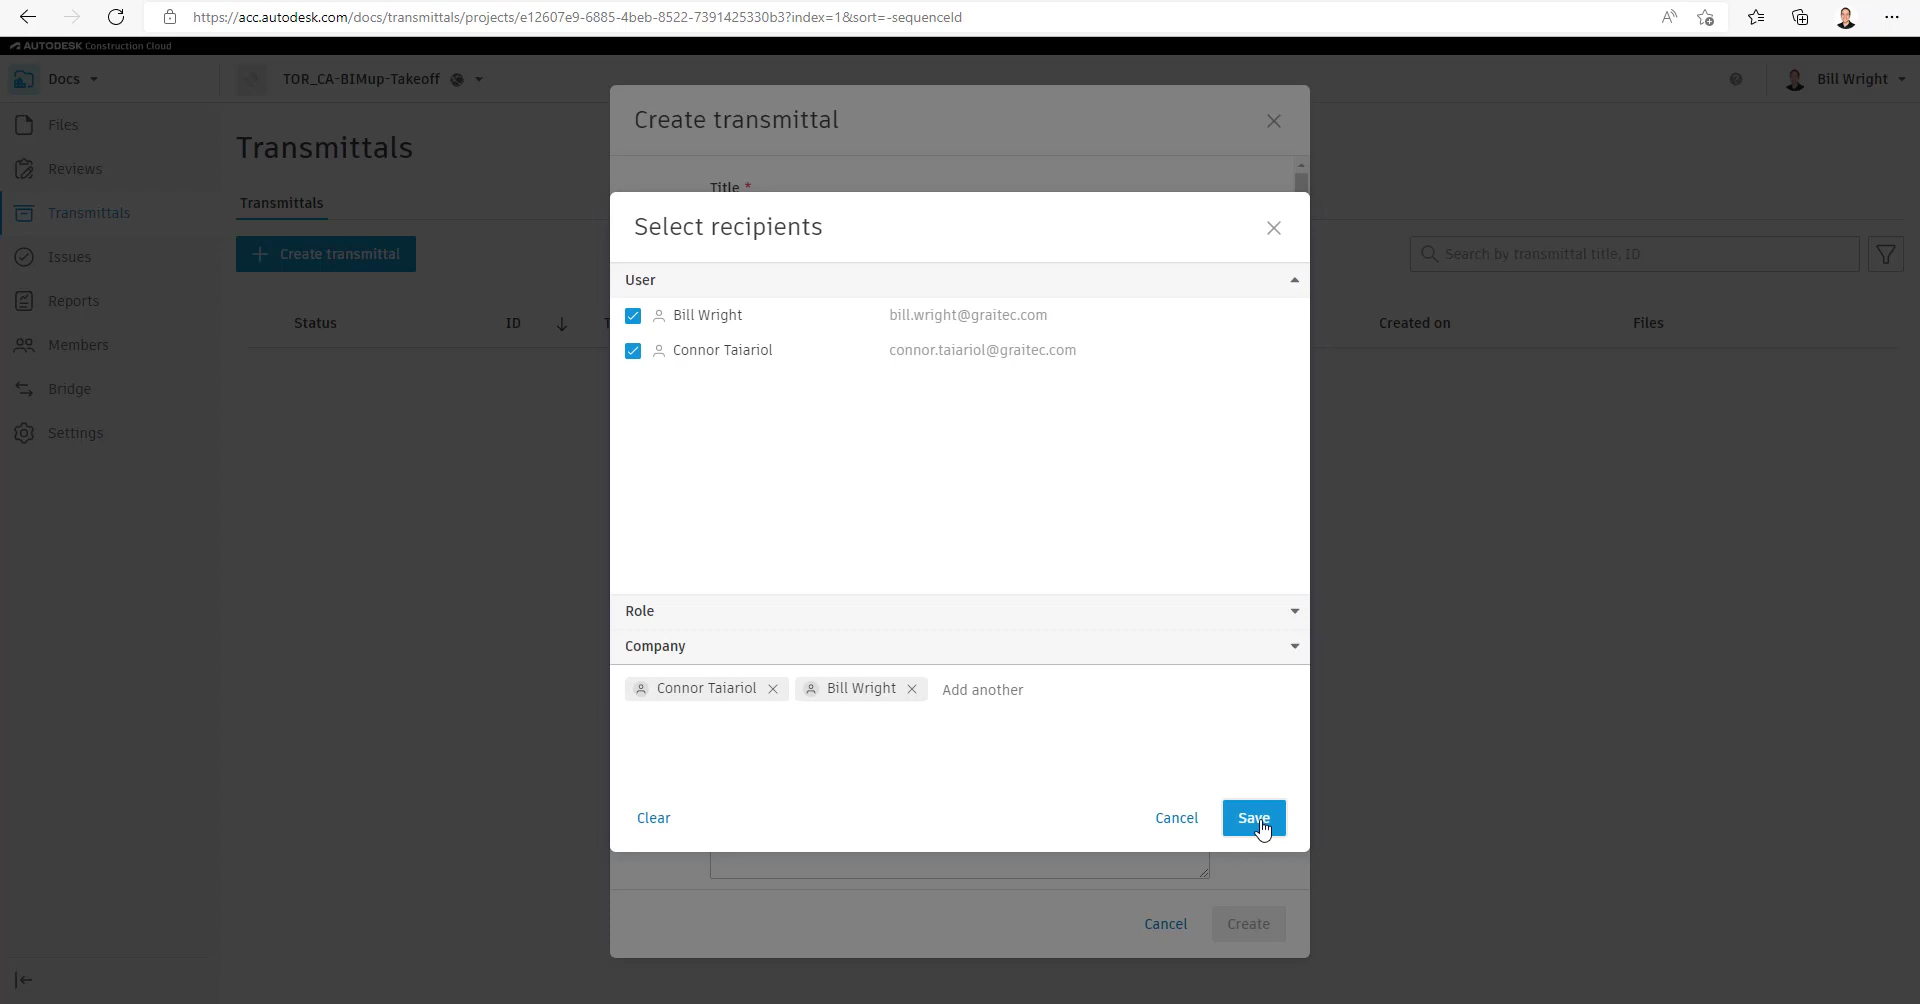 https://acc.autodesk.com/docs/transmittals/projects/e12607e9-6885-4beb-8522-7391425330b3?index=1&sort=-sequenceId
AUTODESK Construction Cloud
Docs
TOR_CA-BIMup-Takeoff
Bill Wright
Files
Reviews
Transmittals
Issues
Reports
Members
Bridge
Settings
Transmittals
Transmittals
Create transmittal
Search by transmittal title, ID
Status ID T Created on Files
Create transmittal
Title *
Select recipients
User
Bill Wright bill.wright@graitec.com
Connor Taiariol connor.taiariol@graitec.com
Role
Company
Connor Taiariol Bill Wright Add another
Clear Cancel Save
Cancel Create